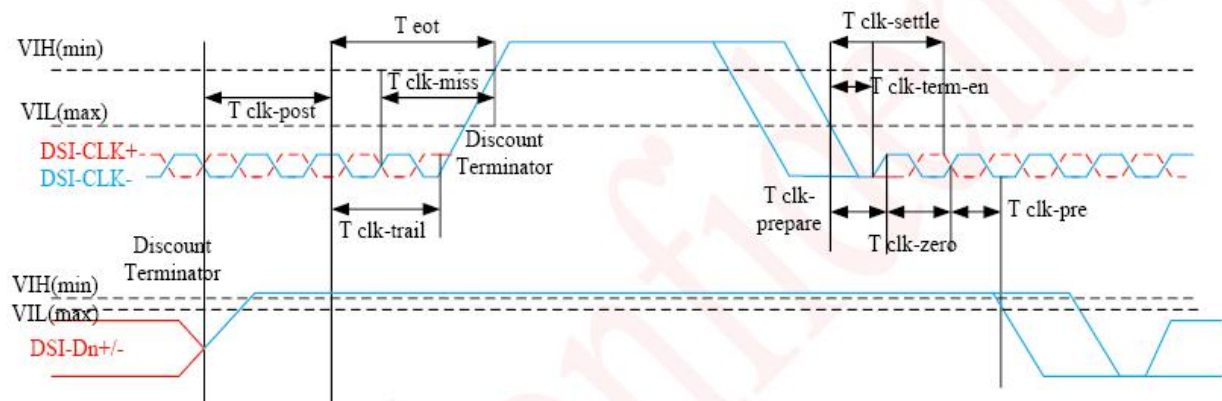 T eot
T clk-settle
VIH(min)
T clk-miss
T clk-term-en
VIL(max)
T clk-post
Discount
Terminator
DSI-CLK+
DSI-CLK-
T clk-trail
T clk-
prepare
T clk-zero
T clk-pre
Discount
Terminator
VIH(min)
VIL(max)
DSI-Dn+/-